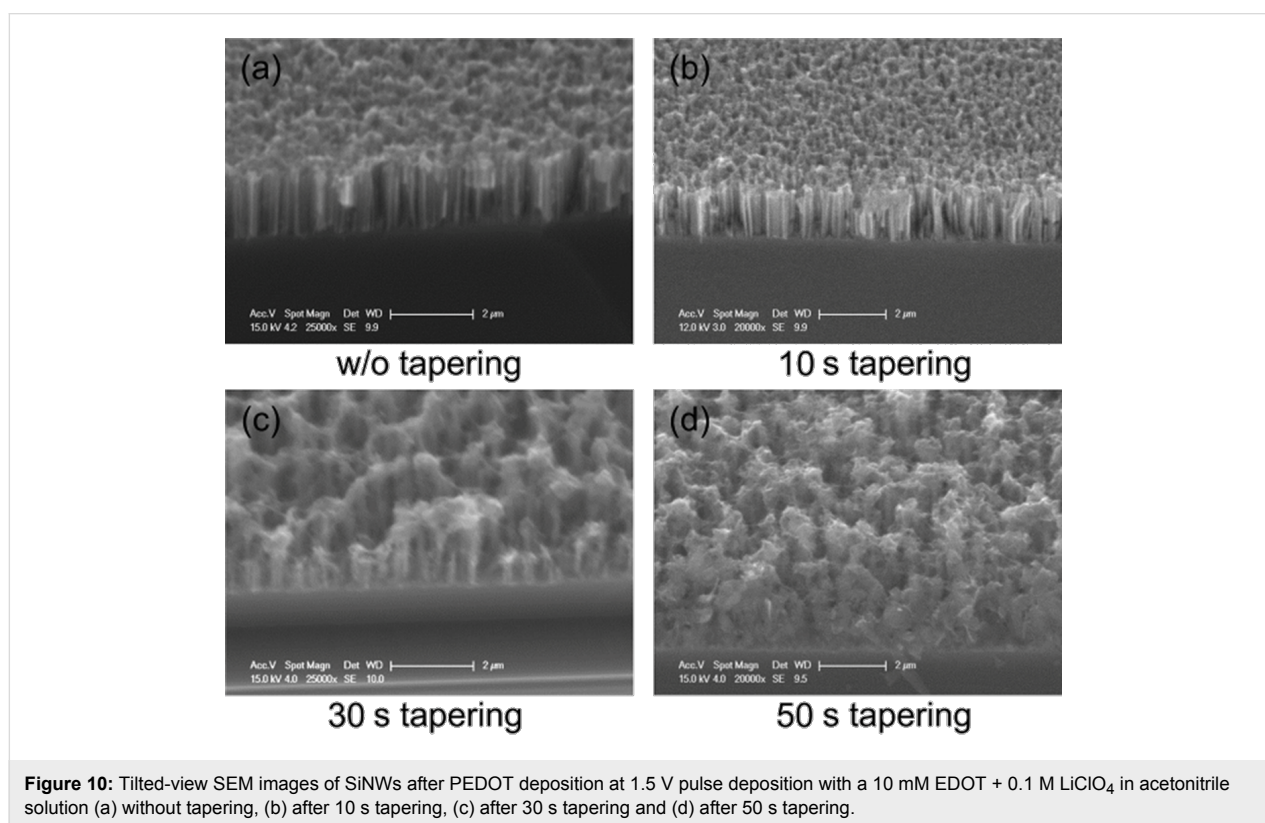 (a)
Acc.V Spot Magn Det WD 2 µm
15.0 kV 4.2 25000x SE 9.9
w/o tapering
(b)
Acc.V Spot Magn Det WD 2 µm
12.0 kV 3.0 20000x SE 9.9
10 s tapering
(c)
Acc.V Spot Magn Det WD 2 µm
15.0 kV 4.0 25000x SE 10.0
30 s tapering
(d)
Acc.V Spot Magn Det WD 2 µm
15.0 kV 4.0 20000x SE 9.5
50 s tapering
Figure 10: Tilted-view SEM images of SiNWs after PEDOT deposition at 1.5 V pulse deposition with a 10 mM EDOT + 0.1 M LiClO₄ in acetonitrile
solution (a) without tapering, (b) after 10 s tapering, (c) after 30 s tapering and (d) after 50 s tapering.